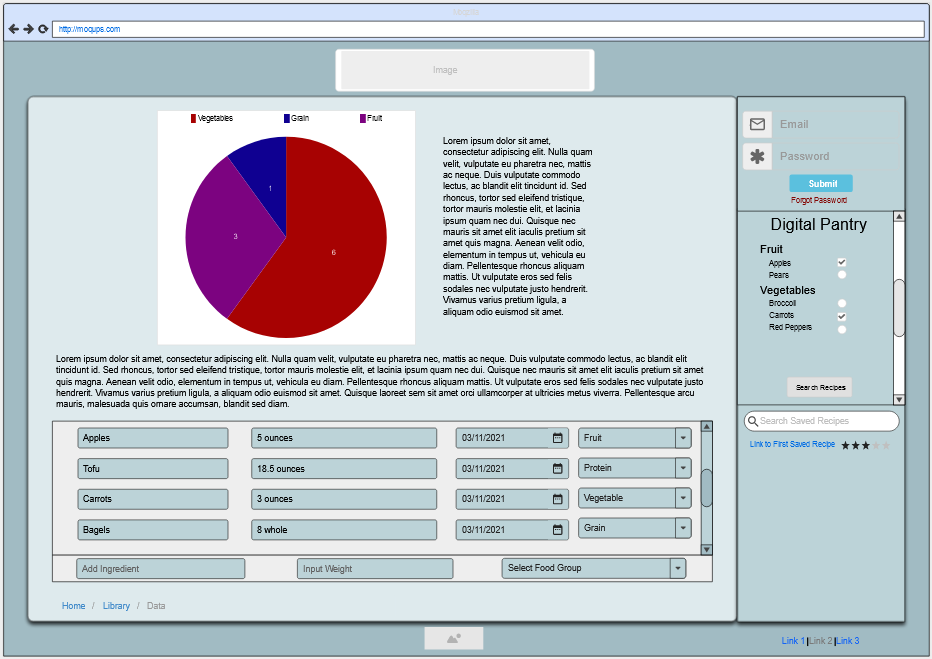 http://moqups.com
Image
Vegetables Grain Fruit
1
3
6
Lorem ipsum dolor sit amet,
consectetur adipiscing elit. Nulla quam
velit, vulputate eu pharetra nec, mattis
ac neque. Duis vulputate commodo
lectus, ac blandit elit tincidunt id. Sed
rhoncus, tortor sed eleifend tristique,
tortor mauris molestie elit, et lacinia
ipsum quam nec dui. Quisque nec
mauris sit amet elit iaculis pretium sit
amet quis magna. Aenean velit odio,
elementum in tempus ut, vehicula eu
diam. Pellentesque rhoncus aliquam
mattis. Ut vulputate eros sed felis
sodales nec vulputate justo hendrerit.
Vivamus varius pretium ligula, a
aliquam odio euismod sit amet.
Lorem ipsum dolor sit amet, consectetur adipiscing elit. Nulla quam velit, vulputate eu pharetra nec, mattis ac neque. Duis vulputate commodo lectus, ac blandit elit
tincidunt id. Sed rhoncus, tortor sed eleifend tristique, tortor mauris molestie elit, et lacinia ipsum quam nec dui. Quisque nec mauris sit amet elit iaculis pretium sit amet
quis magna. Aenean velit odio, elementum in tempus ut, vehicula eu diam. Pellentesque rhoncus aliquam mattis. Ut vulputate eros sed felis sodales nec vulputate justo
hendrerit. Vivamus varius pretium ligula, a aliquam odio euismod sit amet. Quisque laoreet sem sit amet orci ullamcorper at ultricies metus viverra. Pellentesque arcu
mauris, malesuada quis ornare accumsan, blandit sed diam.
Apples 5 ounces 03/11/2021 Fruit
Tofu 18.5 ounces 03/11/2021 Protein
Carrots 3 ounces 03/11/2021 Vegetable
Bagels 8 whole 03/11/2021 Grain
Add Ingredient Input Weight Select Food Group
Home / Library / Data
Email
Password
Submit
Forgot Password
Digital Pantry
Fruit
Apples
Pears
Vegetables
Broccoli
Carrots
Red Peppers
Search Recipes
Search Saved Recipes
Link to First Saved Recipe
Link 1 Link 2 Link 3